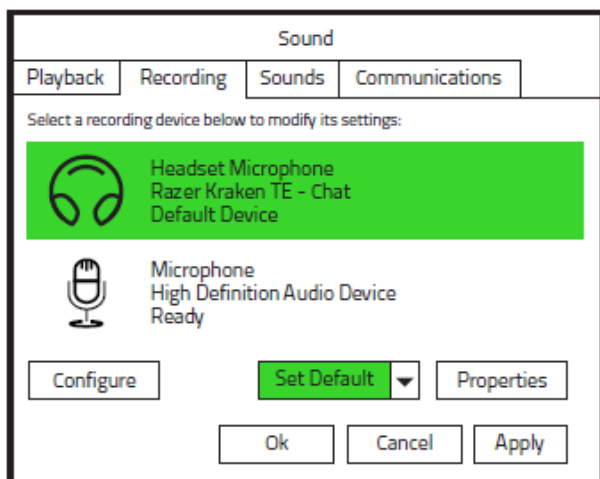 Sound
Playback Recording Sounds Communications
Select a recording device below to modify its settings:
Headset Microphone
Razer Kraken TE - Chat
Default Device
Microphone
High Definition Audio Device
Ready
Configure Set Default Properties
Ok Cancel Apply